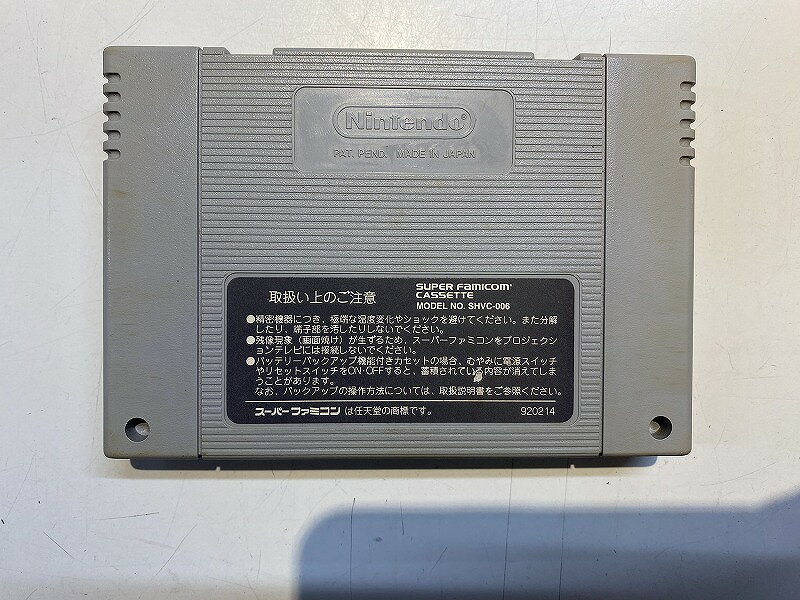 Nintendo®
PAT. PEND. MADE IN JAPAN
取扱い上のご注意
SUPER FAMICOM
CASSETTE
MODEL NO. SHVC-006
●精密機器につき、極端な温度変化やショックを避けてください。また分解
したり、端子部を汚したりしないでください。
●残像現象（画面焼け）が生ずるため、スーパーファミコンをプロジェクシ
ョンテレビには接続しないでください。
●バッテリーバックアップ機能付きカセットの場合、むやみに電源スイッチ
やリセットスイッチをON・OFFすると、蓄積されている内容が消えてしま
うことがあります。
なお、バックアップの操作方法については、取扱説明書をご参照ください。
スーパーファミコンは任天堂の商標です。
920214